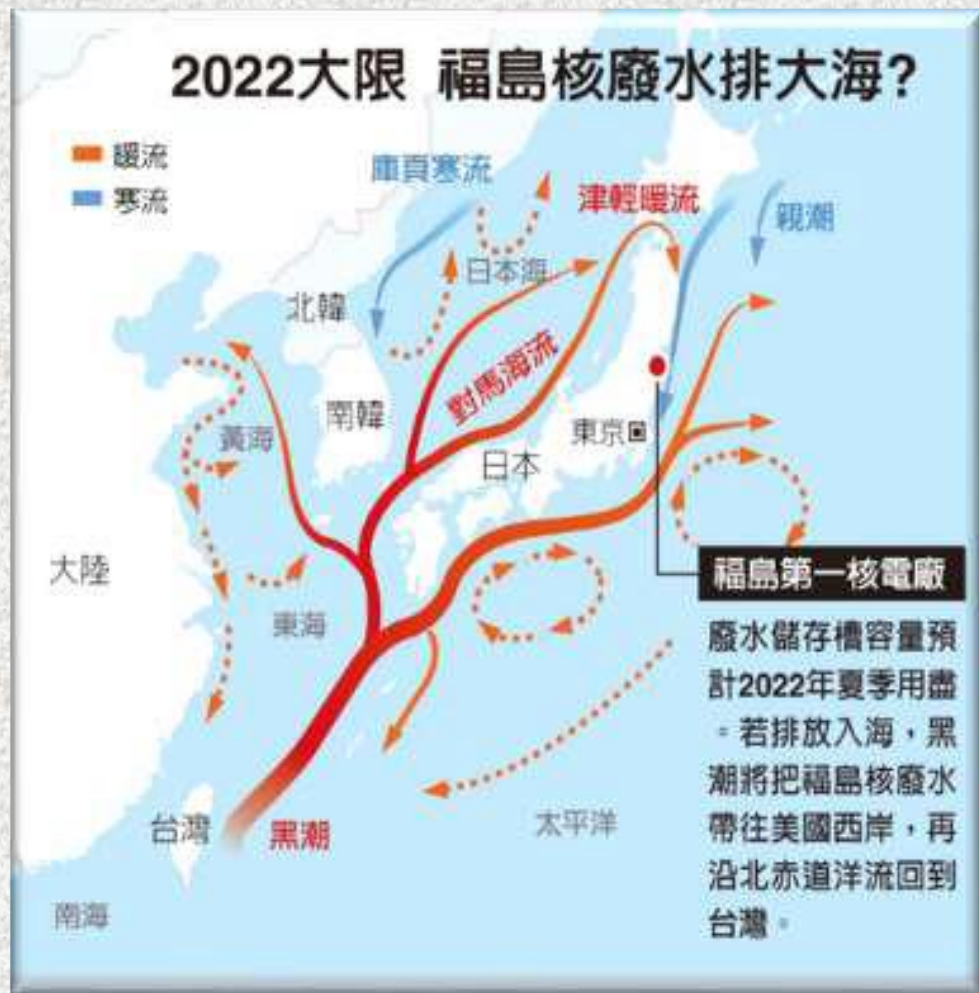 2022大限 福島核廢水排大海?
暖流
寒流
庫頁寒流
津輕暖流
親潮
日本海
北韓
對馬海流
南韓
黃海
東京
日本
大陸
東海
福島第一核電廠
廢水儲存槽容量預
計2022年夏季用盡
。若排放入海，黑
潮將把福島核廢水
帶往美國西岸，再
沿北赤道洋流回到
台灣。
台灣
黑潮
太平洋
南海